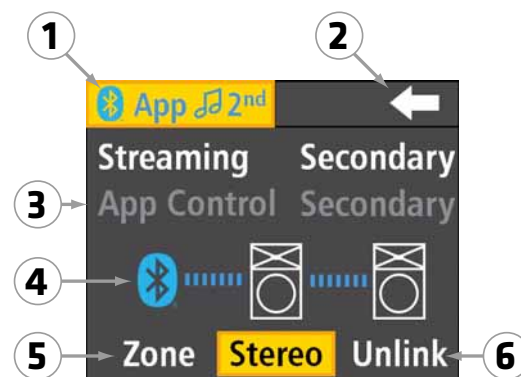 1 2
App 2nd
Streaming Secondary
3 App Control Secondary
4
5 Zone Stereo Unlink 6